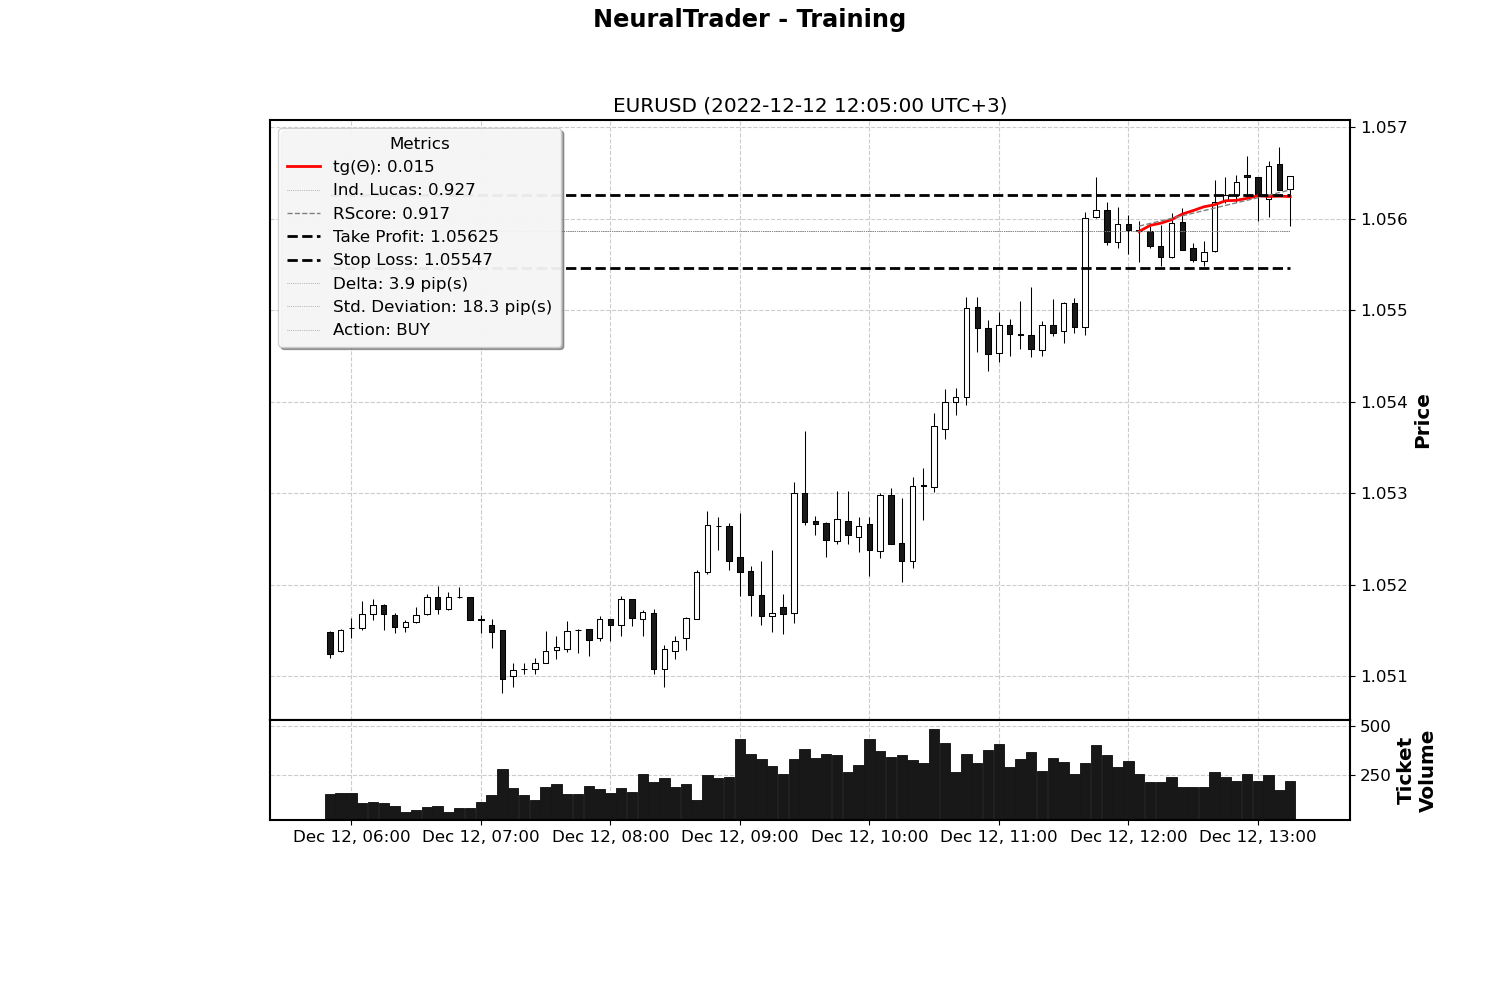 NeuralTrader - Training
EURUSD (2022-12-12 12:05:00 UTC+3)
Metrics
tg(Θ): 0.015
Ind. Lucas: 0.927
RScore: 0.917
Take Profit: 1.05625
Stop Loss: 1.05547
Delta: 3.9 pip(s)
Std. Deviation: 18.3 pip(s)
Action: BUY
1.057
1.056
1.055
1.054
1.053
1.052
1.051
Price
500
250
Ticket
Volume
Dec 12, 06:00 Dec 12, 07:00 Dec 12, 08:00 Dec 12, 09:00 Dec 12, 10:00 Dec 12, 11:00 Dec 12, 12:00 Dec 12, 13:00